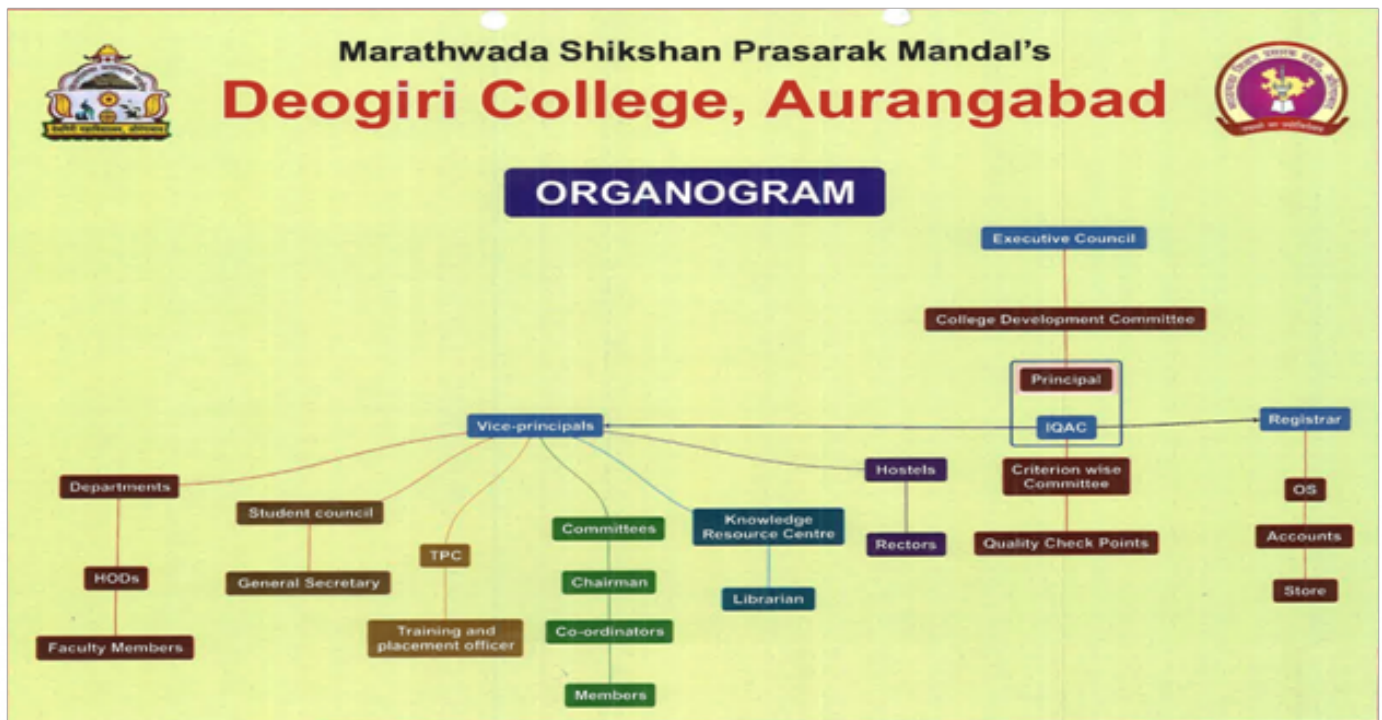 Marathwada Shikshan Prasarak Mandal's
Deogiri College, Aurangabad
ORGANOGRAM
Executive Council
College Development Committee
Principal
IQAC
Vice-principals
Registrar
Departments
HODs
Faculty Members
Student council
General Secretary
TPC
Training and
placement officer
Committees
Chairman
Co-ordinators
Members
Knowledge
Resource Centre
Librarian
Hostels
Rectors
Criterion wise
Committee
Quality Check Points
OS
Accounts
Store